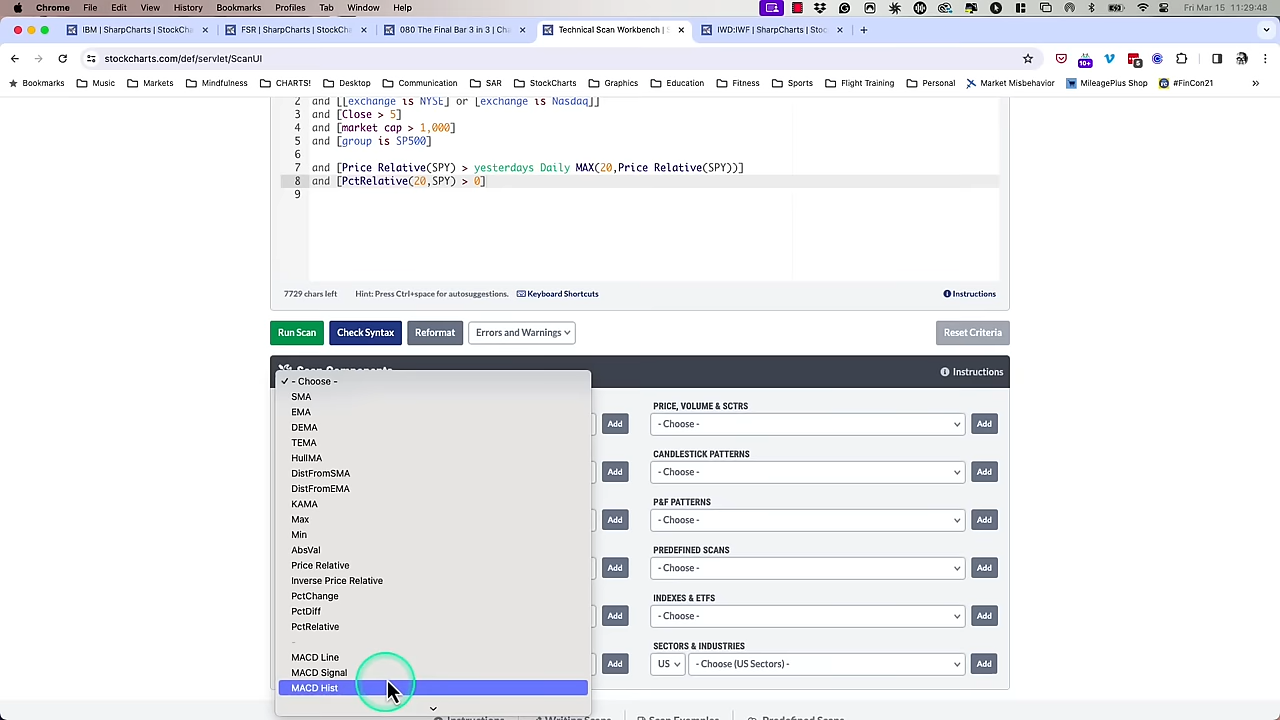 Chrome File Edit View History Bookmarks Profiles Tab Window Help Fri Mar 15 11:29:48
IBM | SharpCharts | StockCha FSR | SharpCharts | StockCha 080 The Final Bar 3 in 3 | Cha Technical Scan Workbench | IWD:IWF | SharpCharts | StockC
stockcharts.com/def/servlet/ScanUI 10+ 5
Bookmarks Music Markets Mindfulness CHARTS! Desktop Communication SAR StockCharts Graphics Education Fitness Sports Flight Training Personal Market Misbehavior MileagePlus Shop #FinCon21
2 and [[exchange is NYSE] or [exchange is Nasdaq]]
3 and [Close > 5]
4 and [market cap > 1,000]
5 and [group is SP500]
6
7 and [Price Relative(SPY) > yesterdays Daily MAX(20,Price Relative(SPY))]
8 and [PctRelative(20,SPY) > 0]
9
7729 chars left Hint: Press Ctrl+space for autosuggestions. Keyboard Shortcuts Instructions
Run Scan Check Syntax Reformat Errors and Warnings Reset Criteria
Instructions
✓ - Choose -
SMA
EMA
DEMA
TEMA
HullMA
DistFromSMA
DistFromEMA
KAMA
Max
Min
AbsVal
Price Relative
Inverse Price Relative
PctChange
PctDiff
PctRelative
-
MACD Line
MACD Signal
MACD Hist
Add
Add
Add
Add
Add
Add
PRICE, VOLUME & SCTRS
- Choose - Add
CANDLESTICK PATTERNS
- Choose - Add
P&F PATTERNS
- Choose - Add
PREDEFINED SCANS
- Choose - Add
INDEXES & ETFS
- Choose - Add
SECTORS & INDUSTRIES
US - Choose (US Sectors) - Add
Instructions Writing Scans Scan Examples Predefined Scans